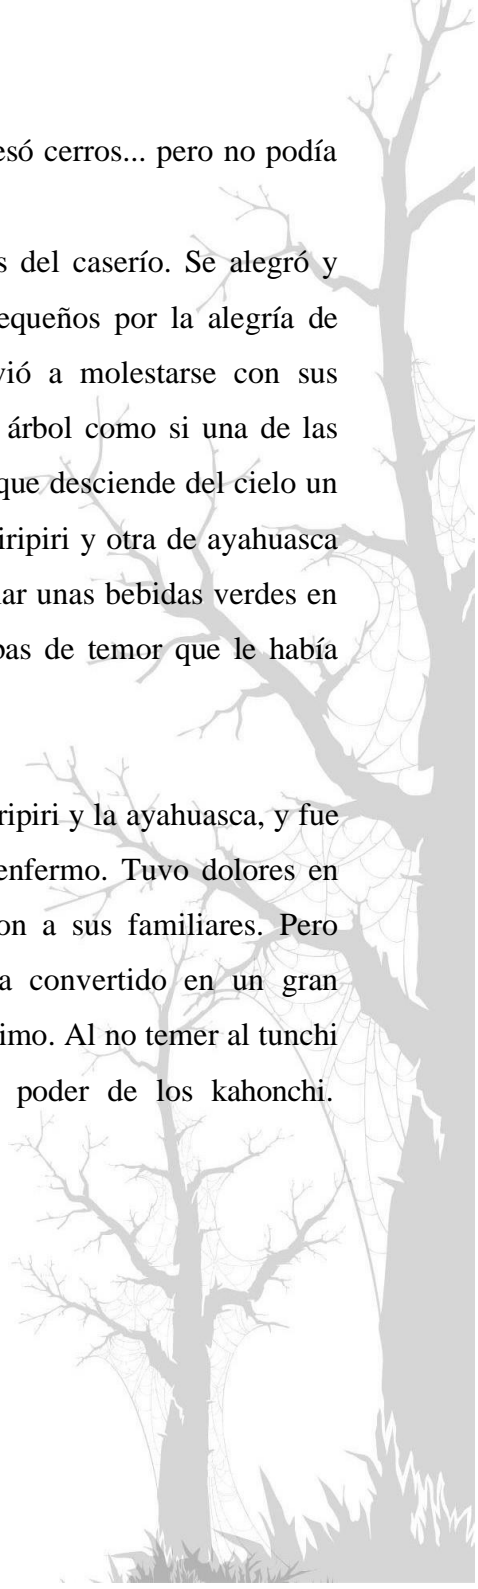 esó cerros... pero no podía
s del caserío. Se alegró y
equeños por la alegría de
vió a molestarse con sus
árbol como si una de las
que desciende del cielo un
iripiri y otra de ayahuasca
ar unas bebidas verdes en
pas de temor que le había
ripiri y la ayahuasca, y fue
enfermo. Tuvo dolores en
on a sus familiares. Pero
a convertido en un gran
imo. Al no temer al tunchi
poder de los kahonchi.